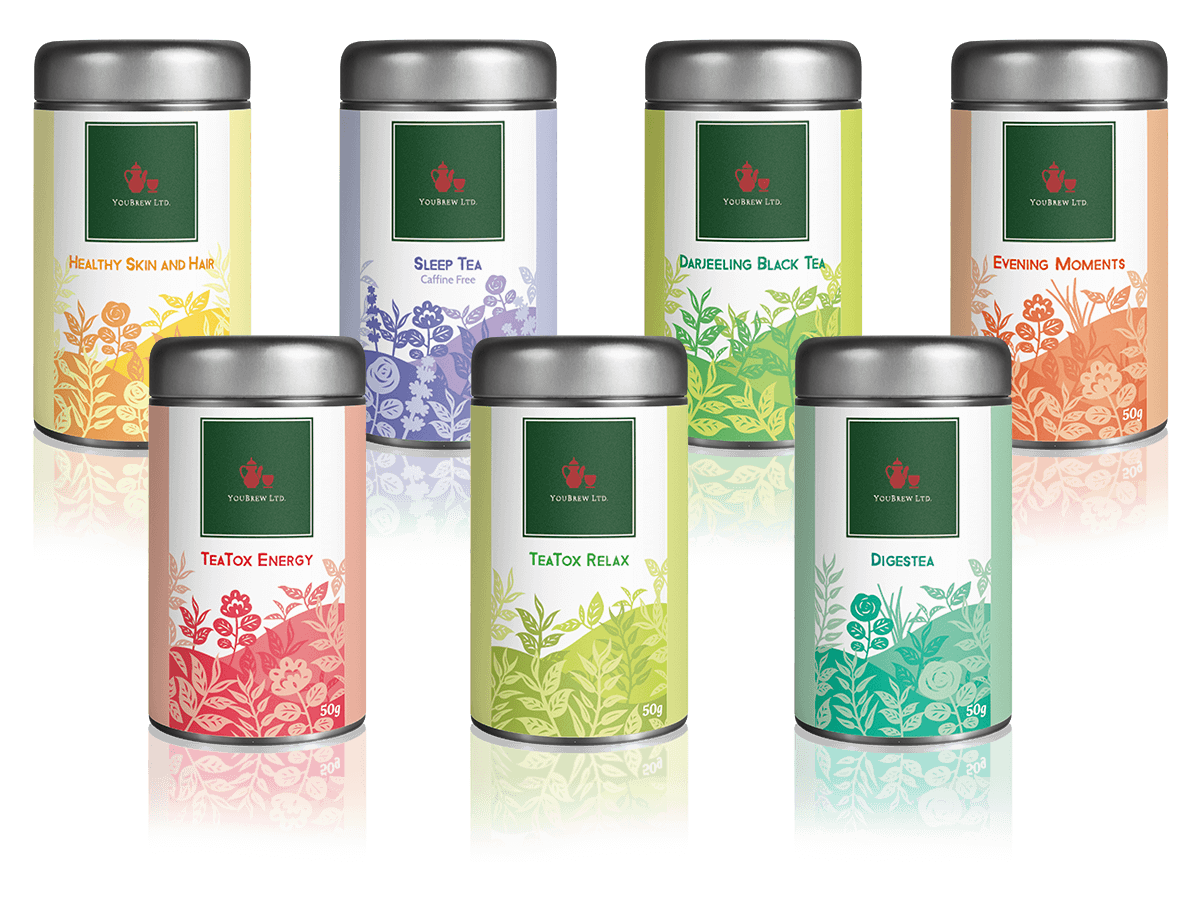 YouBrew Ltd.
Healthy Skin and Hair
YouBrew Ltd.
Sleep Tea
Caffine Free
YouBrew Ltd.
Darjeeling Black Tea
YouBrew Ltd.
Evening Moments
50g
YouBrew Ltd.
TeaTox Energy
50g
YouBrew Ltd.
TeaTox Relax
50g
YouBrew Ltd.
Digestea
50g